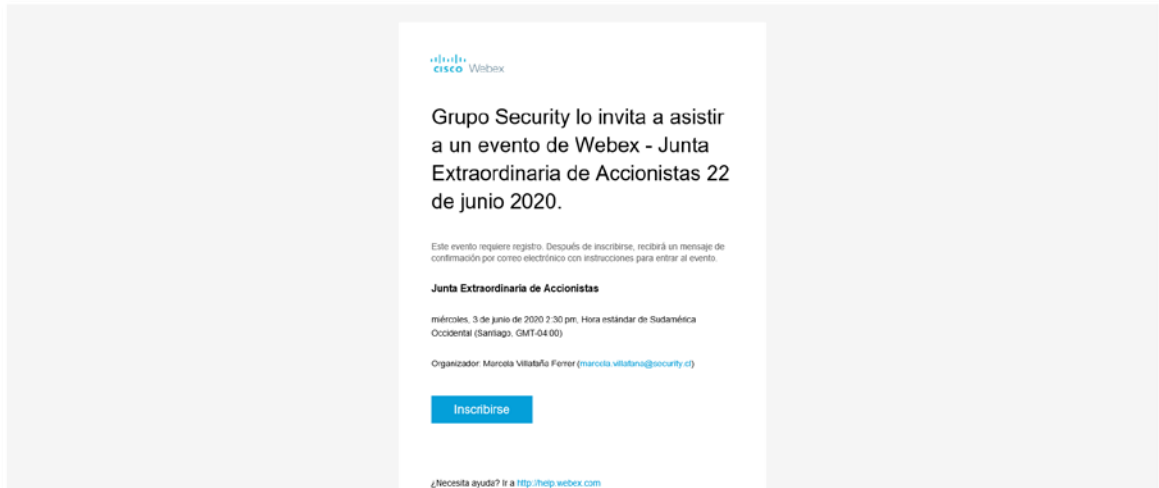 cisco Webex
Grupo Security lo invita a asistir
a un evento de Webex - Junta
Extraordinaria de Accionistas 22
de junio 2020.
Este evento requiere registro. Después de inscribirse, recibirá un mensaje de
confirmación por correo electrónico con instrucciones para entrar al evento.
Junta Extraordinaria de Accionistas
miércoles, 3 de junio de 2020 2:30 pm, Hora estándar de Sudamérica
Occidental (Santiago, GMT-04:00)
Organizador: Marcela Villafaña Ferrer (marcela.villafana@security.cl)
Inscribirse
¿Necesita ayuda? Ir a http://help.webex.com